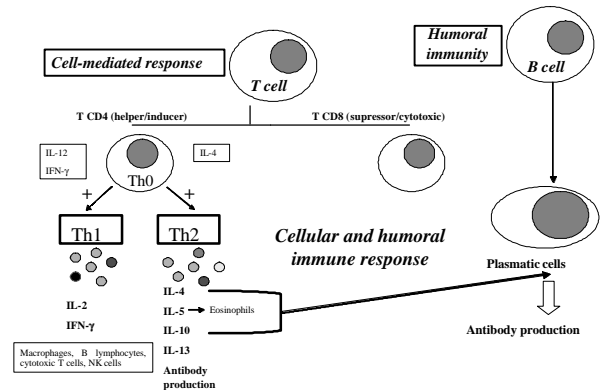 Humoral
immunity
Cell-mediated response
T cell
B cell
T CD4 (helper/inducer)
T CD8 (supressor/cytotoxic)
IL-12
IFN-γ
IL-4
Th0
+
+
Th1
Th2
Cellular and humoral
immune response
Plasmatic cells
IL-2
IFN-γ
IL-4
IL-5
Eosinophils
IL-10
IL-13
Antibody
production
Macrophages, B lymphocytes,
cytotoxic T cells, NK cells
Antibody production